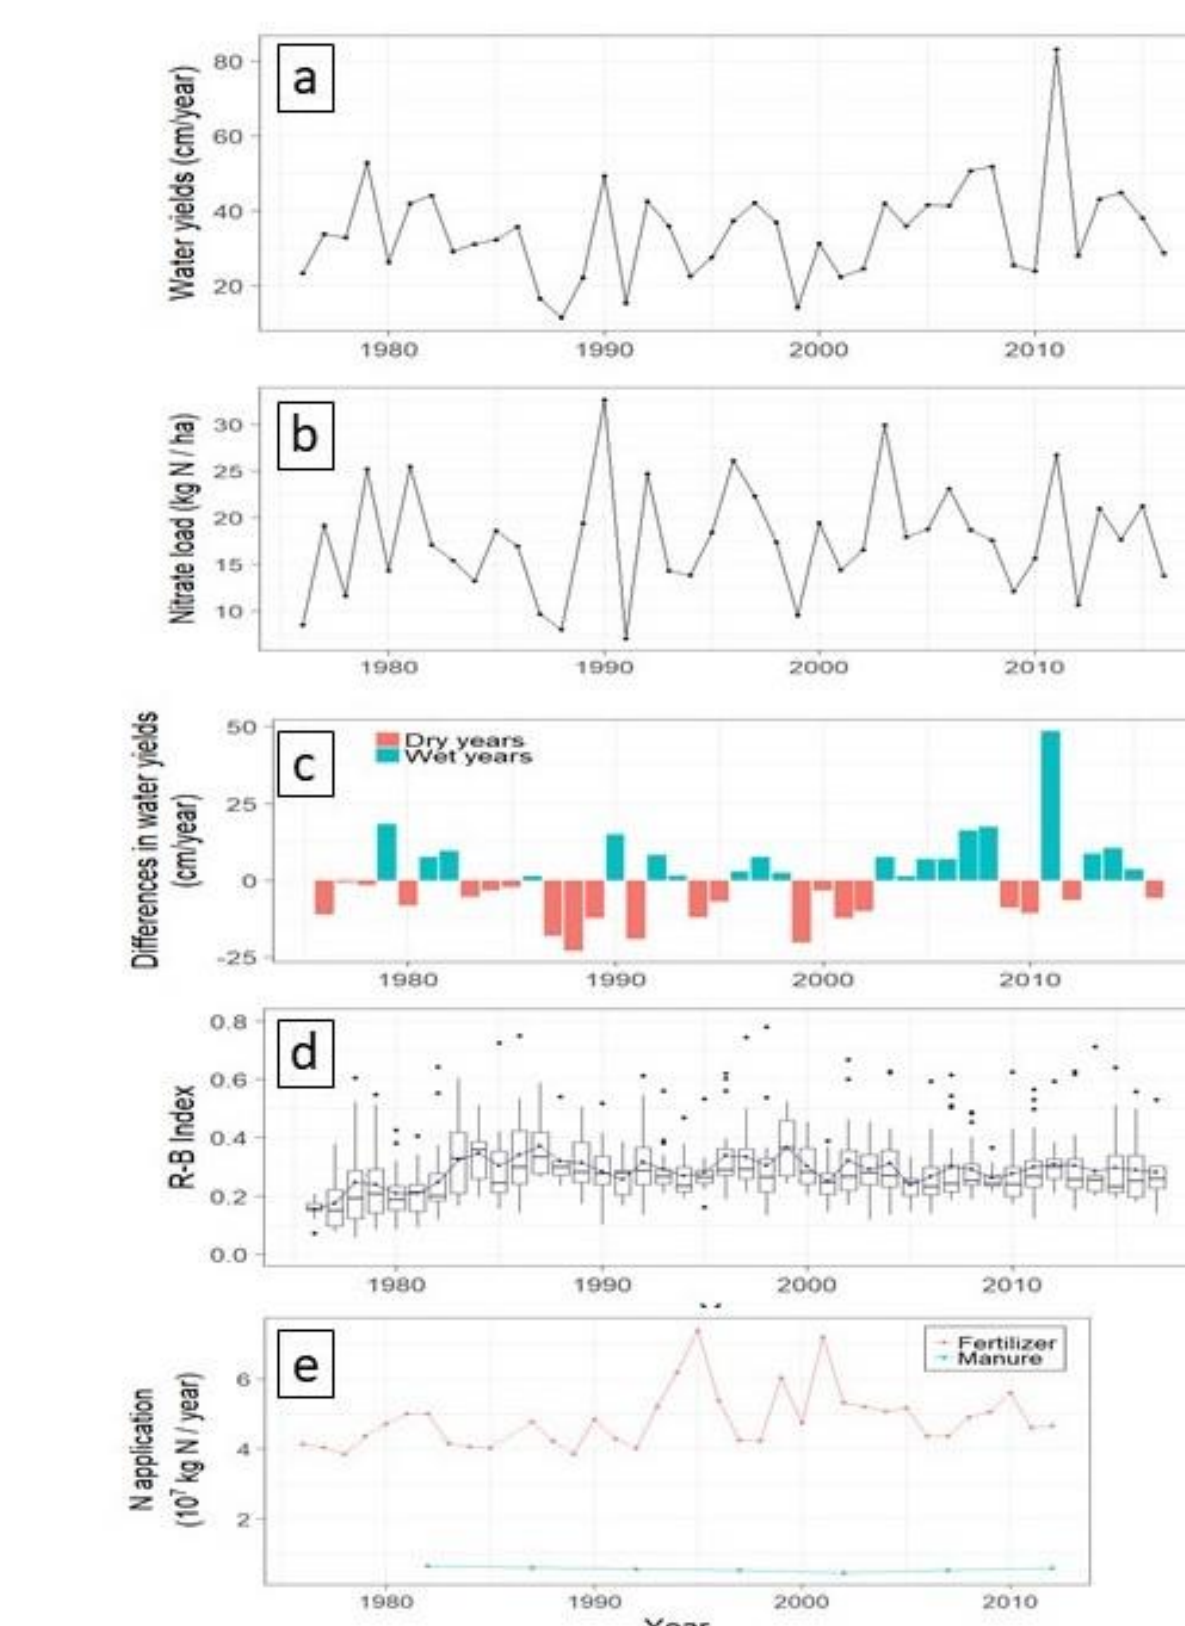 a
Water yields (cm/year)
80
60
40
20
1980 1990 2000 2010
b
Nitrate load (kg N / ha)
30
25
20
15
10
1980 1990 2000 2010
c
Dry years
Wet years
Differences in water yields
(cm/year)
50
25
0
-25
1980 1990 2000 2010
d
R-B Index
0.8
0.6
0.4
0.2
0.0
1980 1990 2000 2010
e
Fertilizer
Manure
N application
(10⁷ kg N / year)
6
4
2
1980 1990 2000 2010
Year